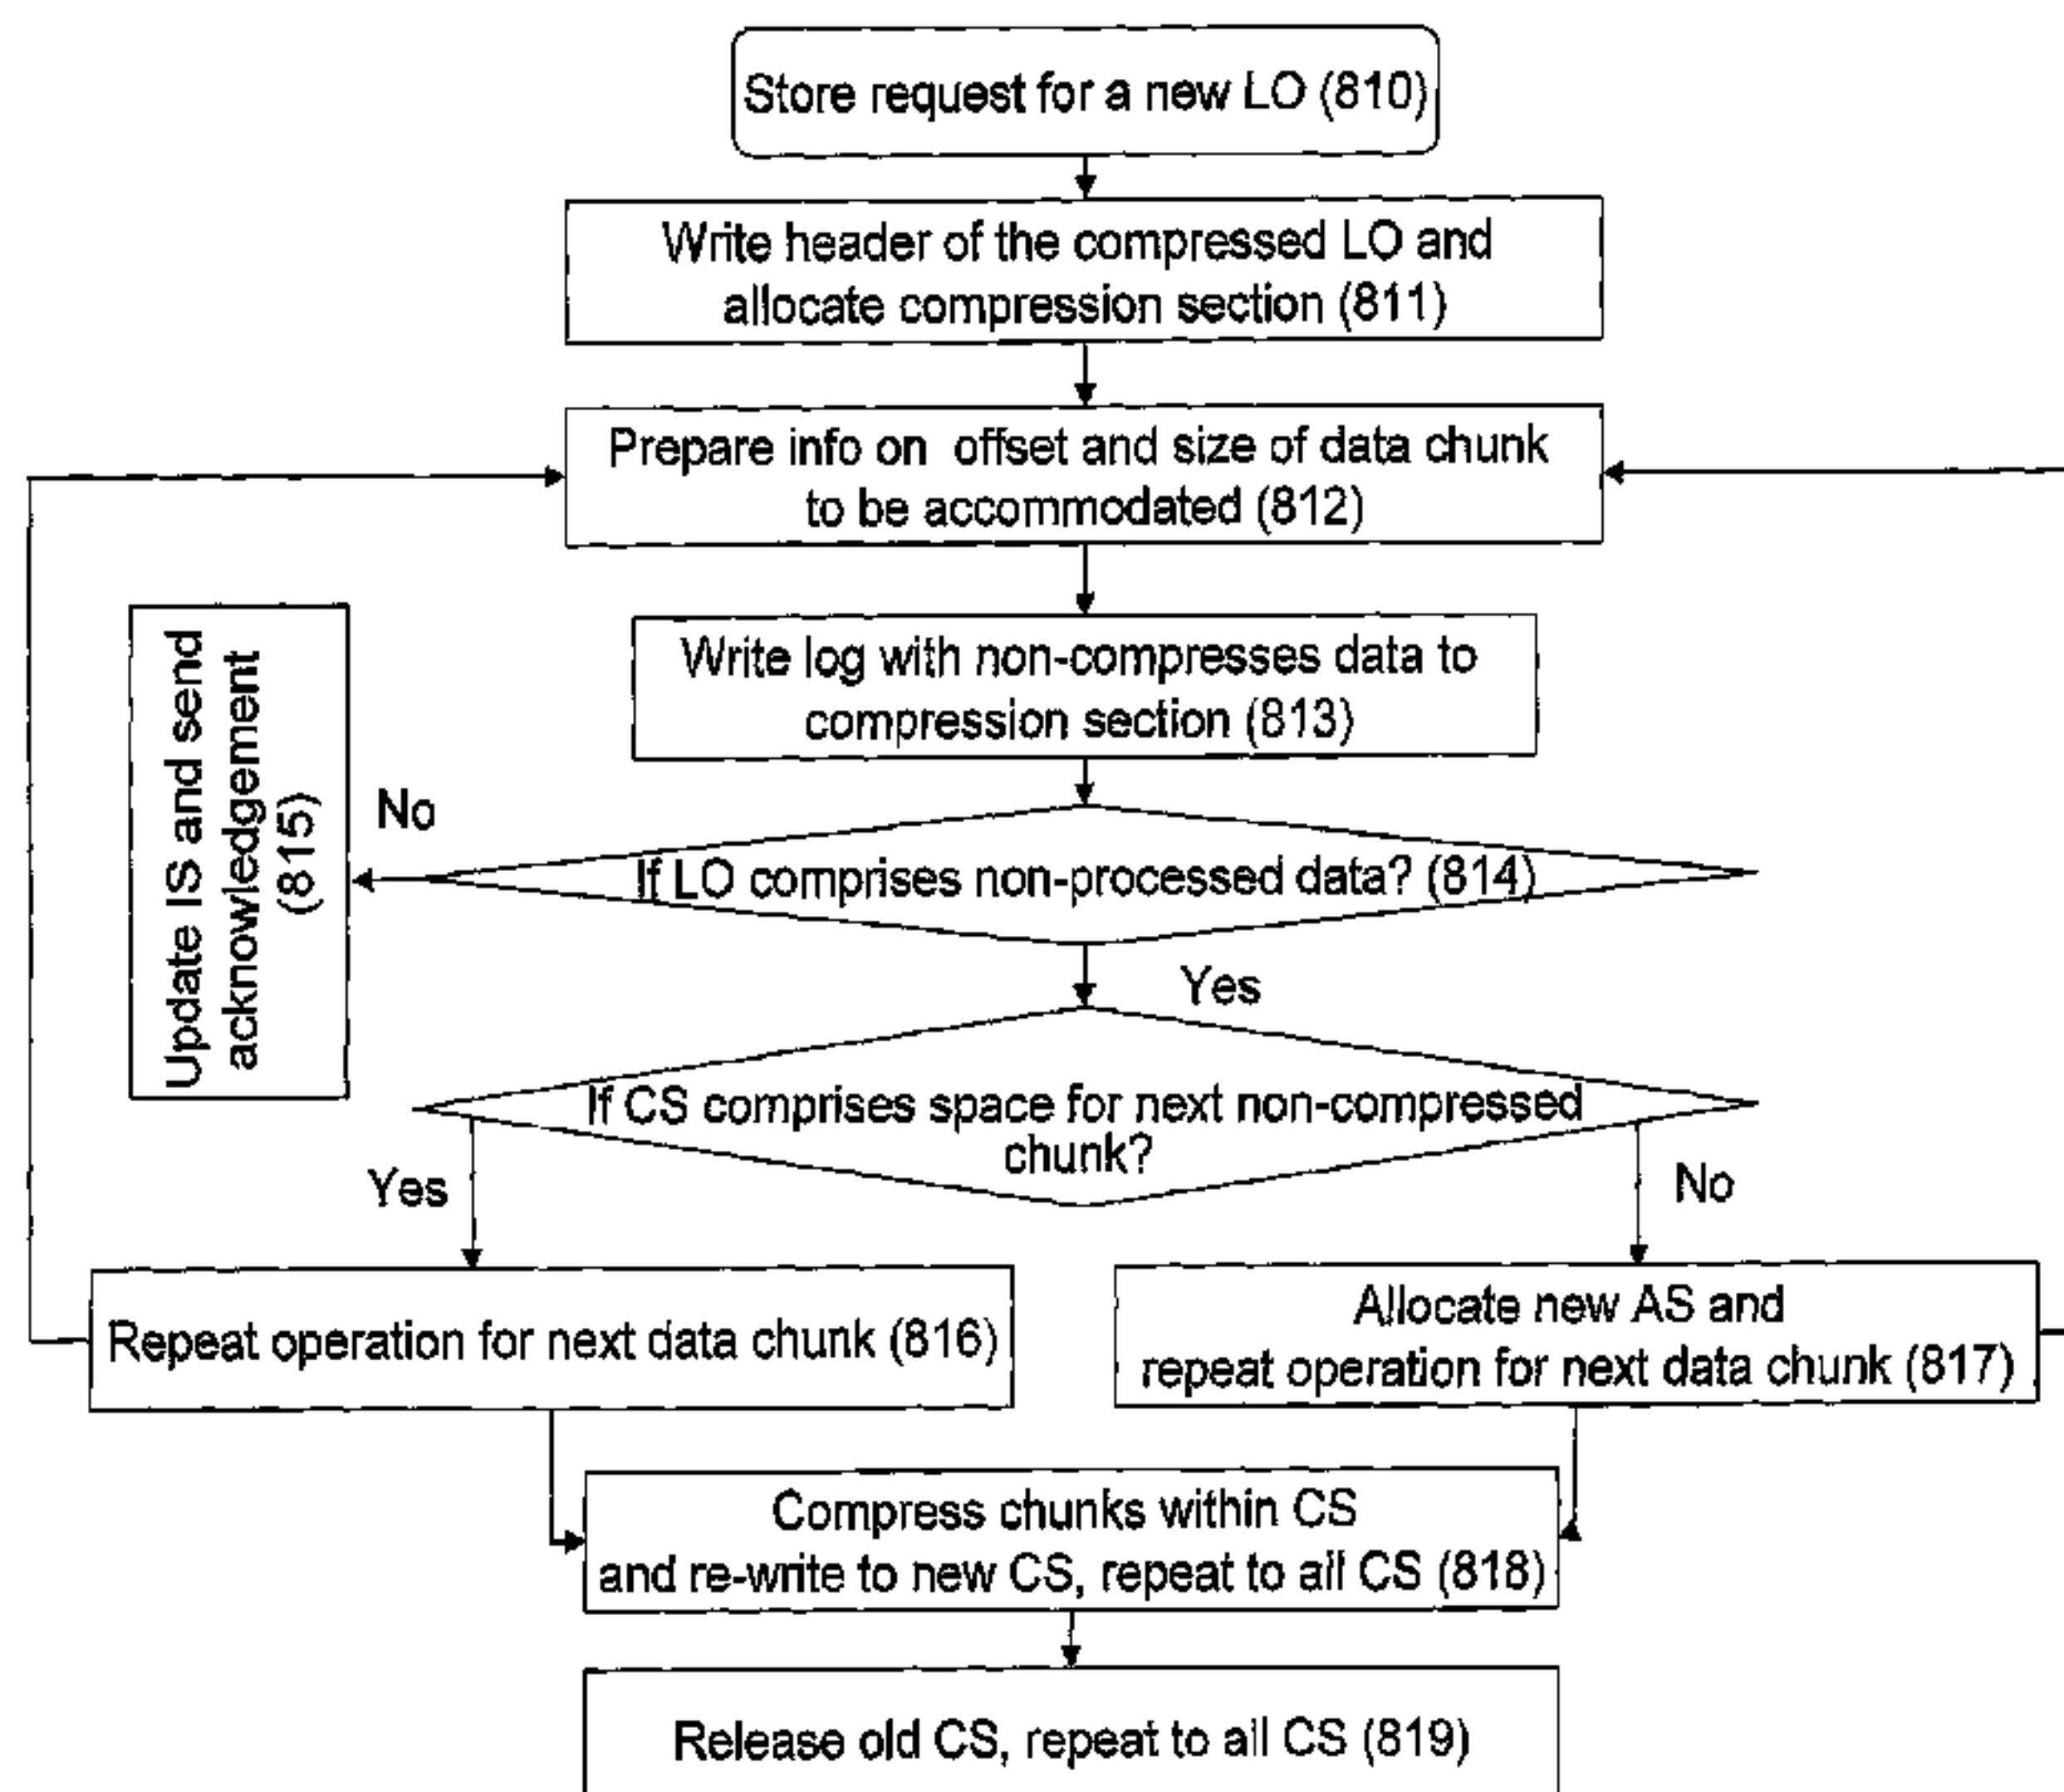 Store request for a new LO (810)
Write header of the compressed LO and
allocate compression section (811)
Prepare info on offset and size of data chunk
to be accommodated (812)
Write log with non-compresses data to
compression section (813)
Update IS and send
acknowledgement
(815)
No
If LO comprises non-processed data? (814)
Yes
If CS comprises space for next non-compressed
chunk?
Yes
No
Repeat operation for next data chunk (816)
Allocate new AS and
repeat operation for next data chunk (817)
Compress chunks within CS
and re-write to new CS, repeat to all CS (818)
Release old CS, repeat to all CS (819)